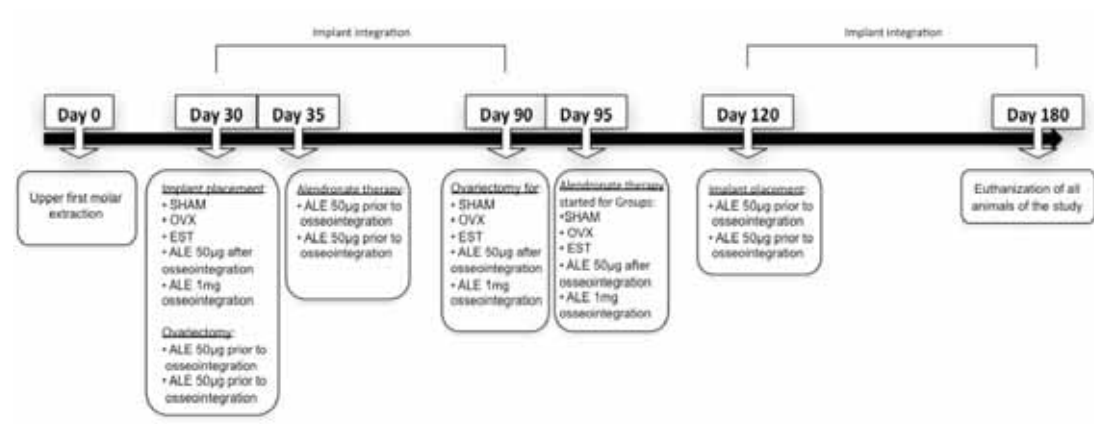 Implant integration
Implant integration
Day 0
Day 30
Day 35
Day 90
Day 95
Day 120
Day 180
Upper first molar
extraction
Implant placement
• SHAM
• OVX
• EST
• ALE 50µg after
osseointegration
• ALE 1mg
osseointegration
Ovariectomy:
• ALE 50µg prior to
osseointegration
• ALE 50µg prior to
osseointegration
Alendronate therapy
• ALE 50µg prior to
osseointegration
• ALE 50µg prior to
osseointegration
Ovariectomy for
• SHAM
• OVX
• EST
• ALE 50µg after
osseointegration
• ALE 1mg
osseointegration
Alendronate therapy
started for Groups:
•SHAM
• OVX
• EST
• ALE 50µg after
osseointegration
• ALE 1mg
osseointegration
Implant placement:
• ALE 50µg prior to
osseointegration
• ALE 50µg prior to
osseointegration
Euthanization of all
animals of the study